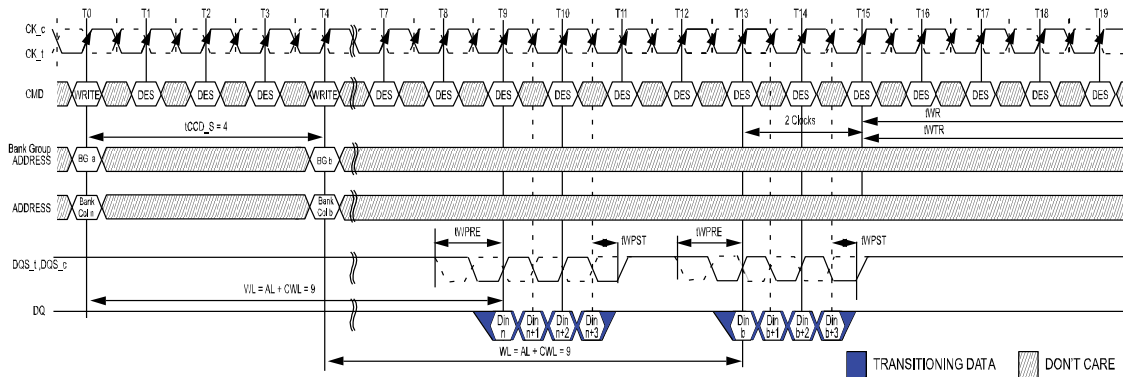 T0 T1 T2 T3 T4 T7 T8 T9 T10 T11 T12 T13 T14 T15 T16 T17 T18 T19
CK_c
CK_t
CMD WRITE DES DES DES WRITE DES DES DES DES DES DES DES DES DES DES DES DES DES
tCCD_S = 4
2 Clocks
tWR
tWTR
Bank Group
ADDRESS
BG a
BG b
ADDRESS
Bank
Col n
Bank
Col b
tWPRE
tWPST
tWPRE
tWPST
DQS_t,DQS_c
WL = AL + CWL = 9
DQ
Din
n
Din
n+1
Din
n+2
Din
n+3
Din
b
Din
b+1
Din
b+2
Din
b+3
WL = AL + CWL = 9
TRANSITIONING DATA
DON'T CARE